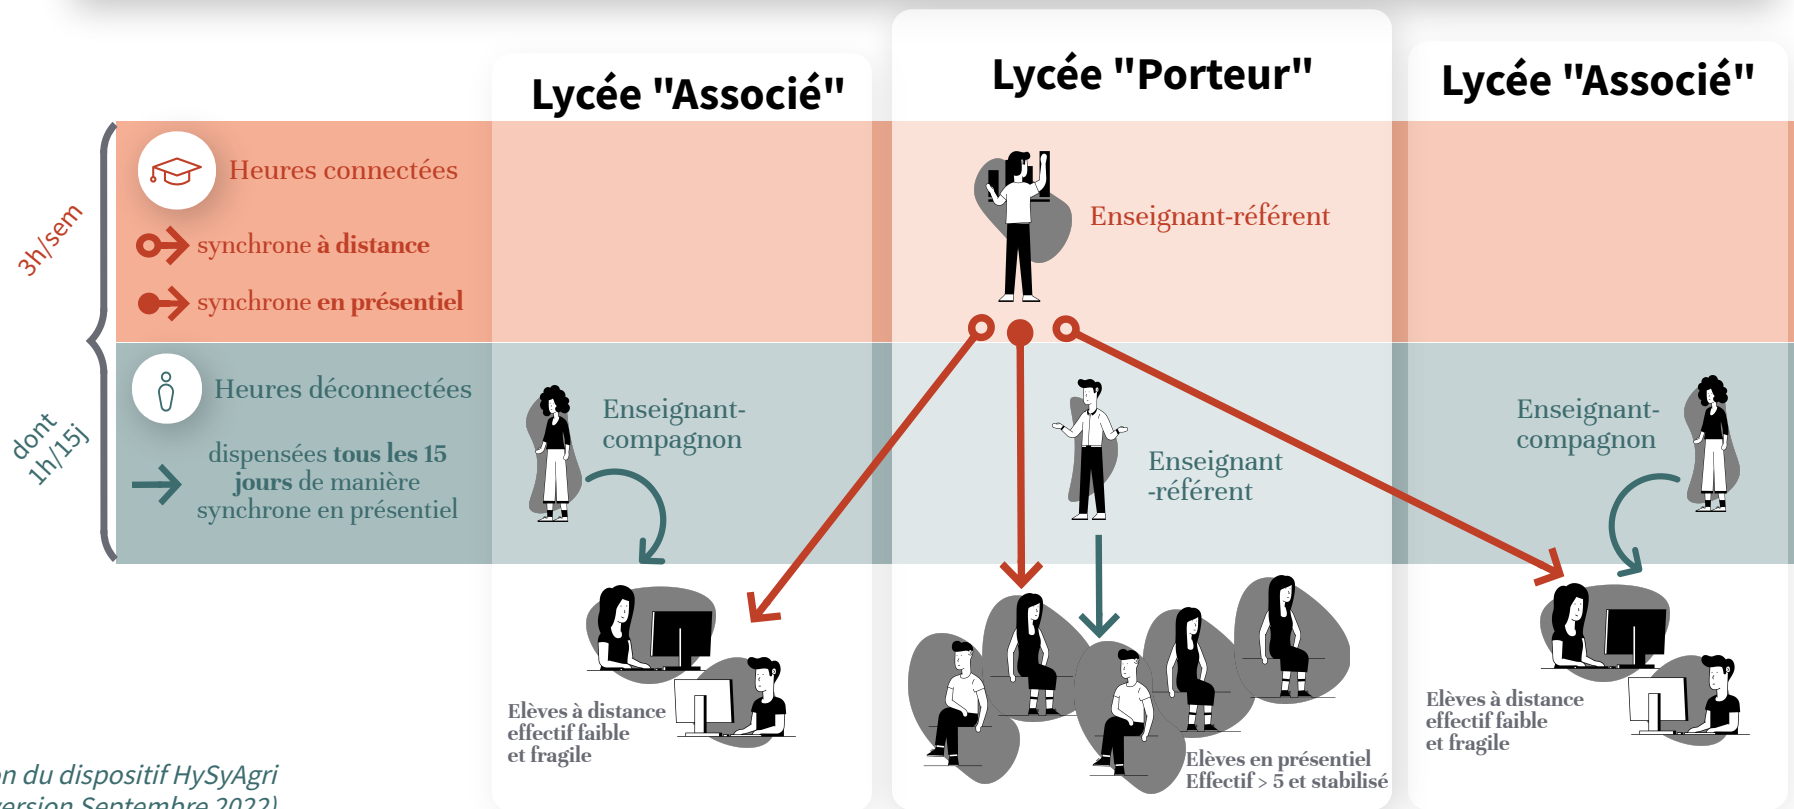 Lycée "Associé"
Lycée "Porteur"
Lycée "Associé"
3h/sem
Heures connectées
synchrone à distance
synchrone en présentiel
Enseignant-référent
dont
1h/15j
Heures déconnectées
dispensées tous les 15
jours de manière
synchrone en présentiel
Enseignant-
compagnon
Enseignant
-référent
Enseignant-
compagnon
Elèves à distance
effectif faible
et fragile
Elèves en présentiel
Effectif > 5 et stabilisé
Elèves à distance
effectif faible
et fragile
du dispositif HySyAgri
Septembre 2022)